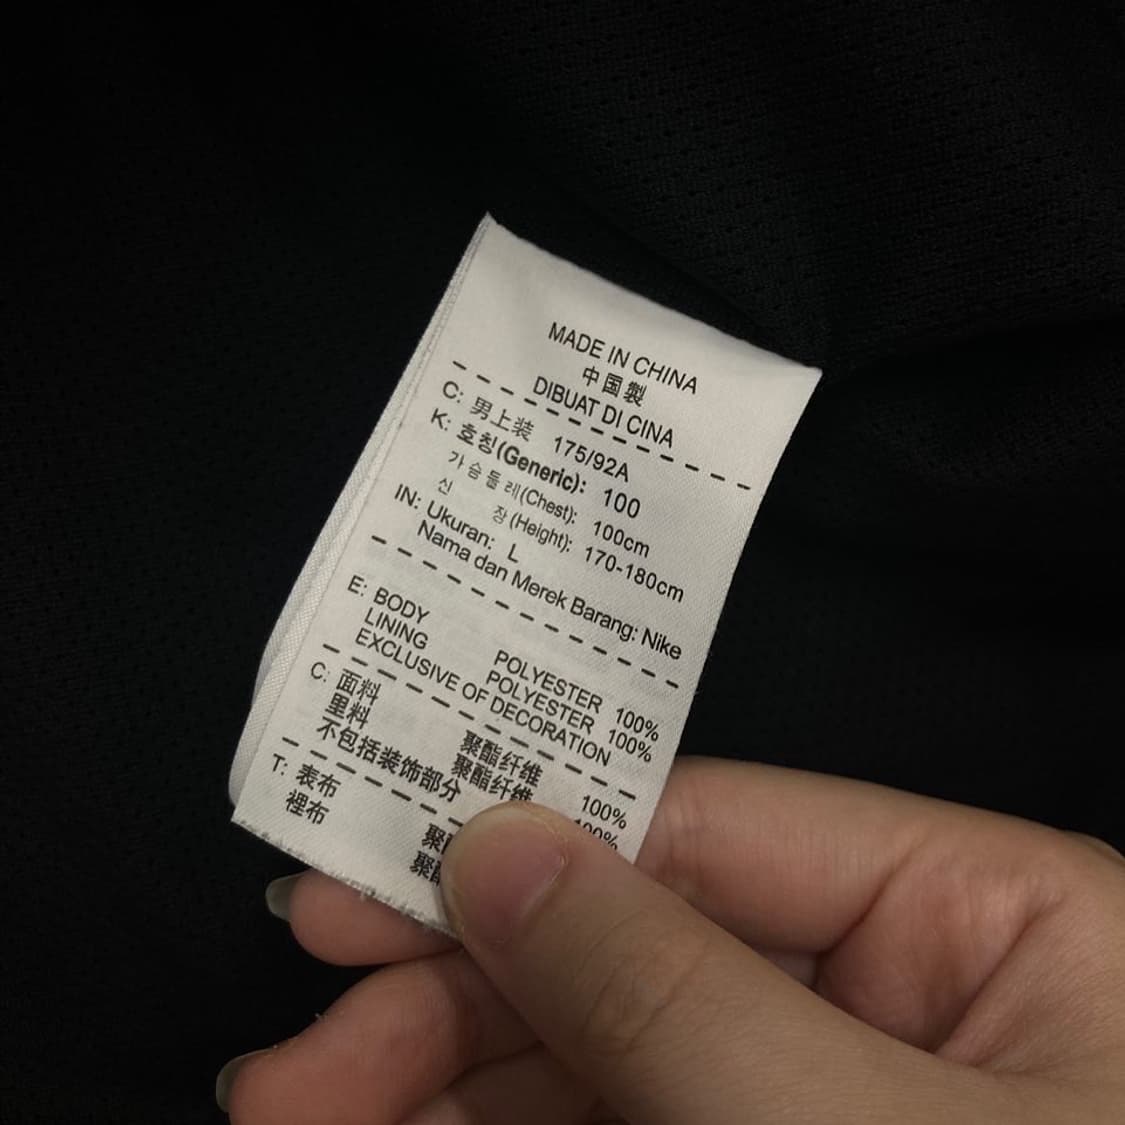 MADE IN CHINA
中国製
DIBUAT DI CINA
C: 男上装 175/92A
K: 호칭(Generic): 100
가슴둘레(Chest): 100cm
신 장(Height): 170-180cm
IN: Ukuran: L
Nama dan Merek Barang: Nike
E: BODY POLYESTER 100%
LINING POLYESTER 100%
EXCLUSIVE OF DECORATION
C: 面料 聚酯纤维 100%
里料 聚酯纤维 100%
不包括装饰部分
T: 表布 聚
裡布 聚